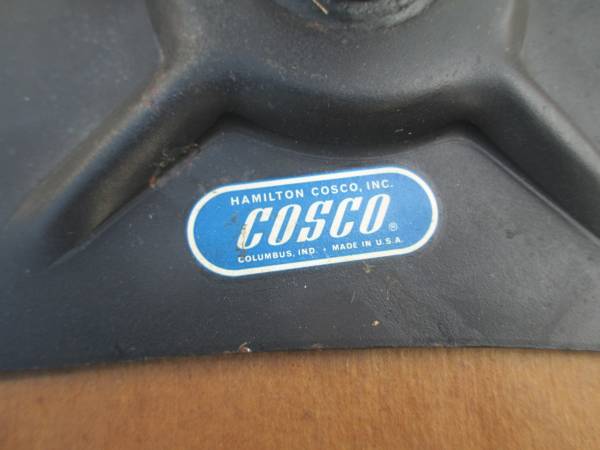 HAMILTON COSCO, INC.
COSCO®
COLUMBUS, IND. • MADE IN U.S.A.